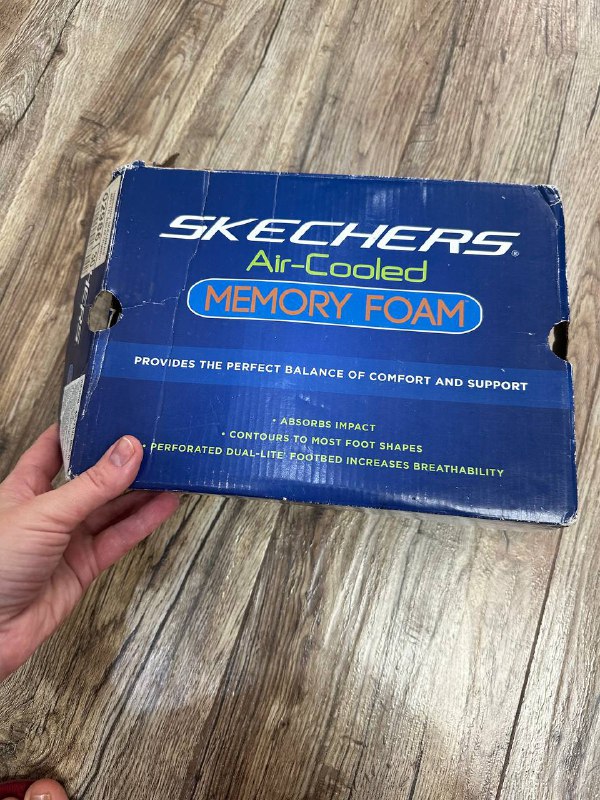 SKECHERS®
Air-Cooled
MEMORY FOAM
PROVIDES THE PERFECT BALANCE OF COMFORT AND SUPPORT
• ABSORBS IMPACT
• CONTOURS TO MOST FOOT SHAPES
• PERFORATED DUAL-LITE® FOOTBED INCREASES BREATHABILITY